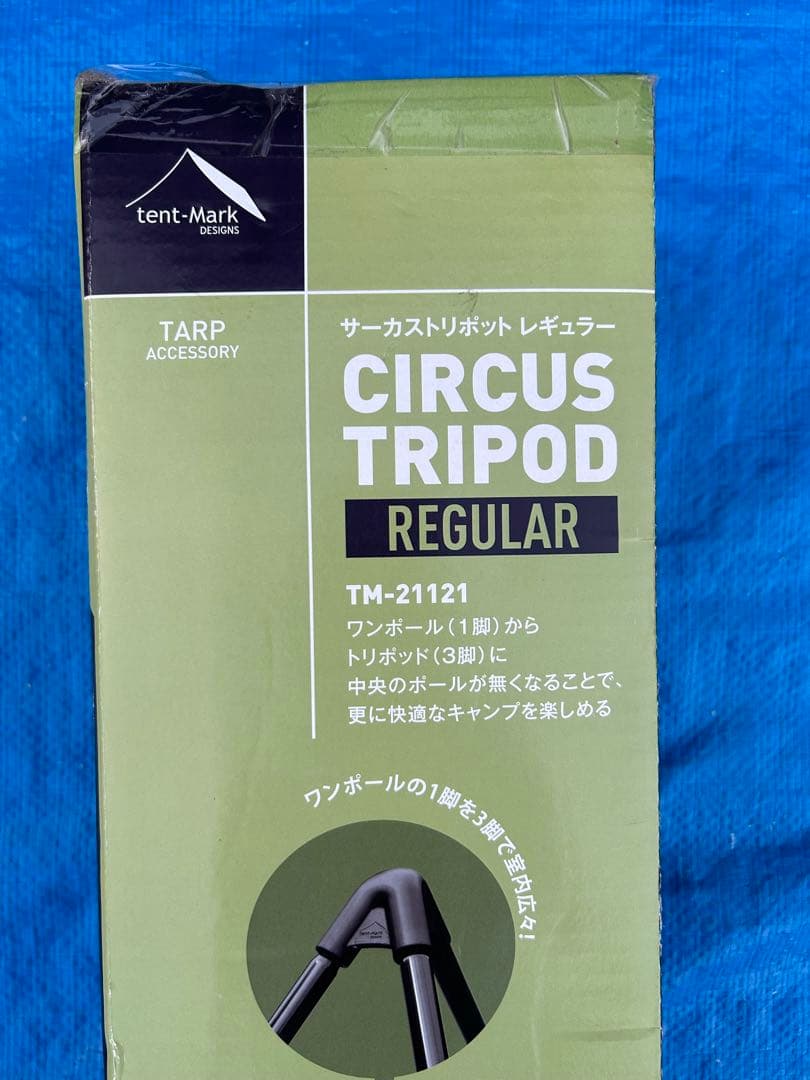 tent-Mark
DESIGNS
TARP
ACCESSORY
サーカストリポット レギュラー
CIRCUS
TRIPOD
REGULAR
TM-21121
ワンポール(1脚)から
トリポッド(3脚)に
中央のポールが無くなることで、
更に快適なキャンプを楽しめる
ワンポールの1脚を3脚で室内広々!
tent-Mark
DESIGNS